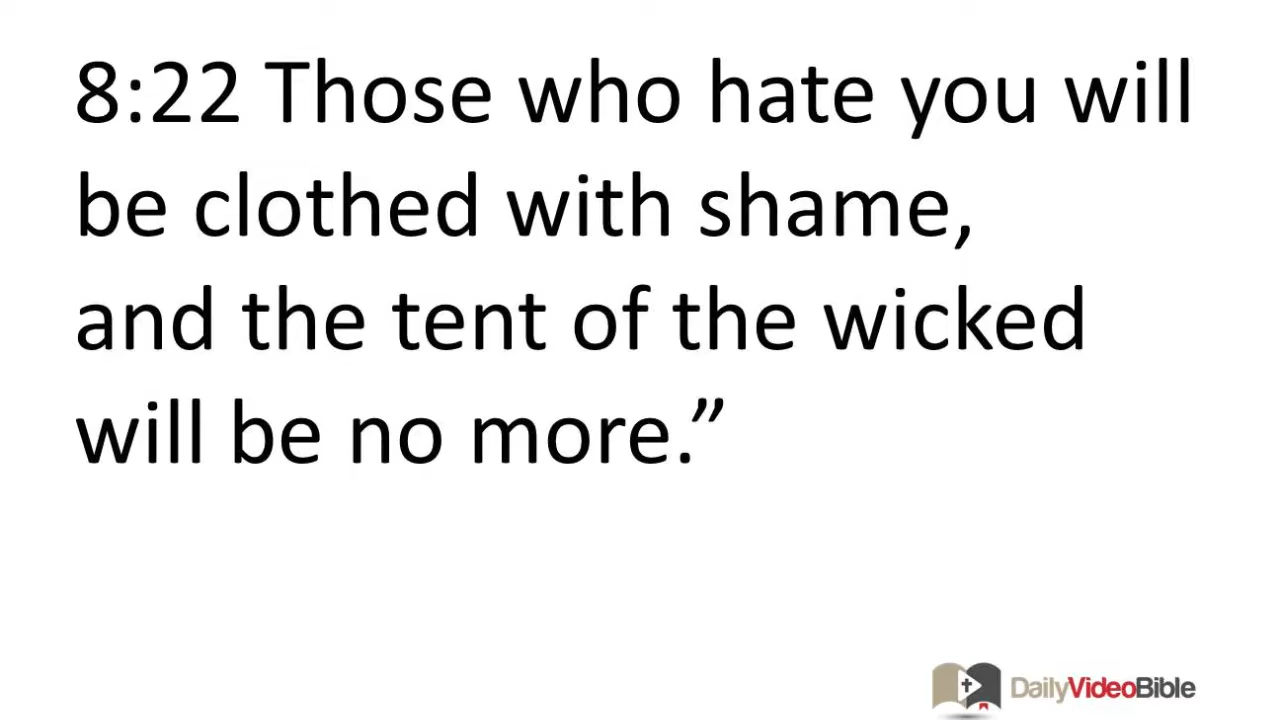 8:22 Those who hate you will
be clothed with shame,
and the tent of the wicked
will be no more.”
DailyVideoBible